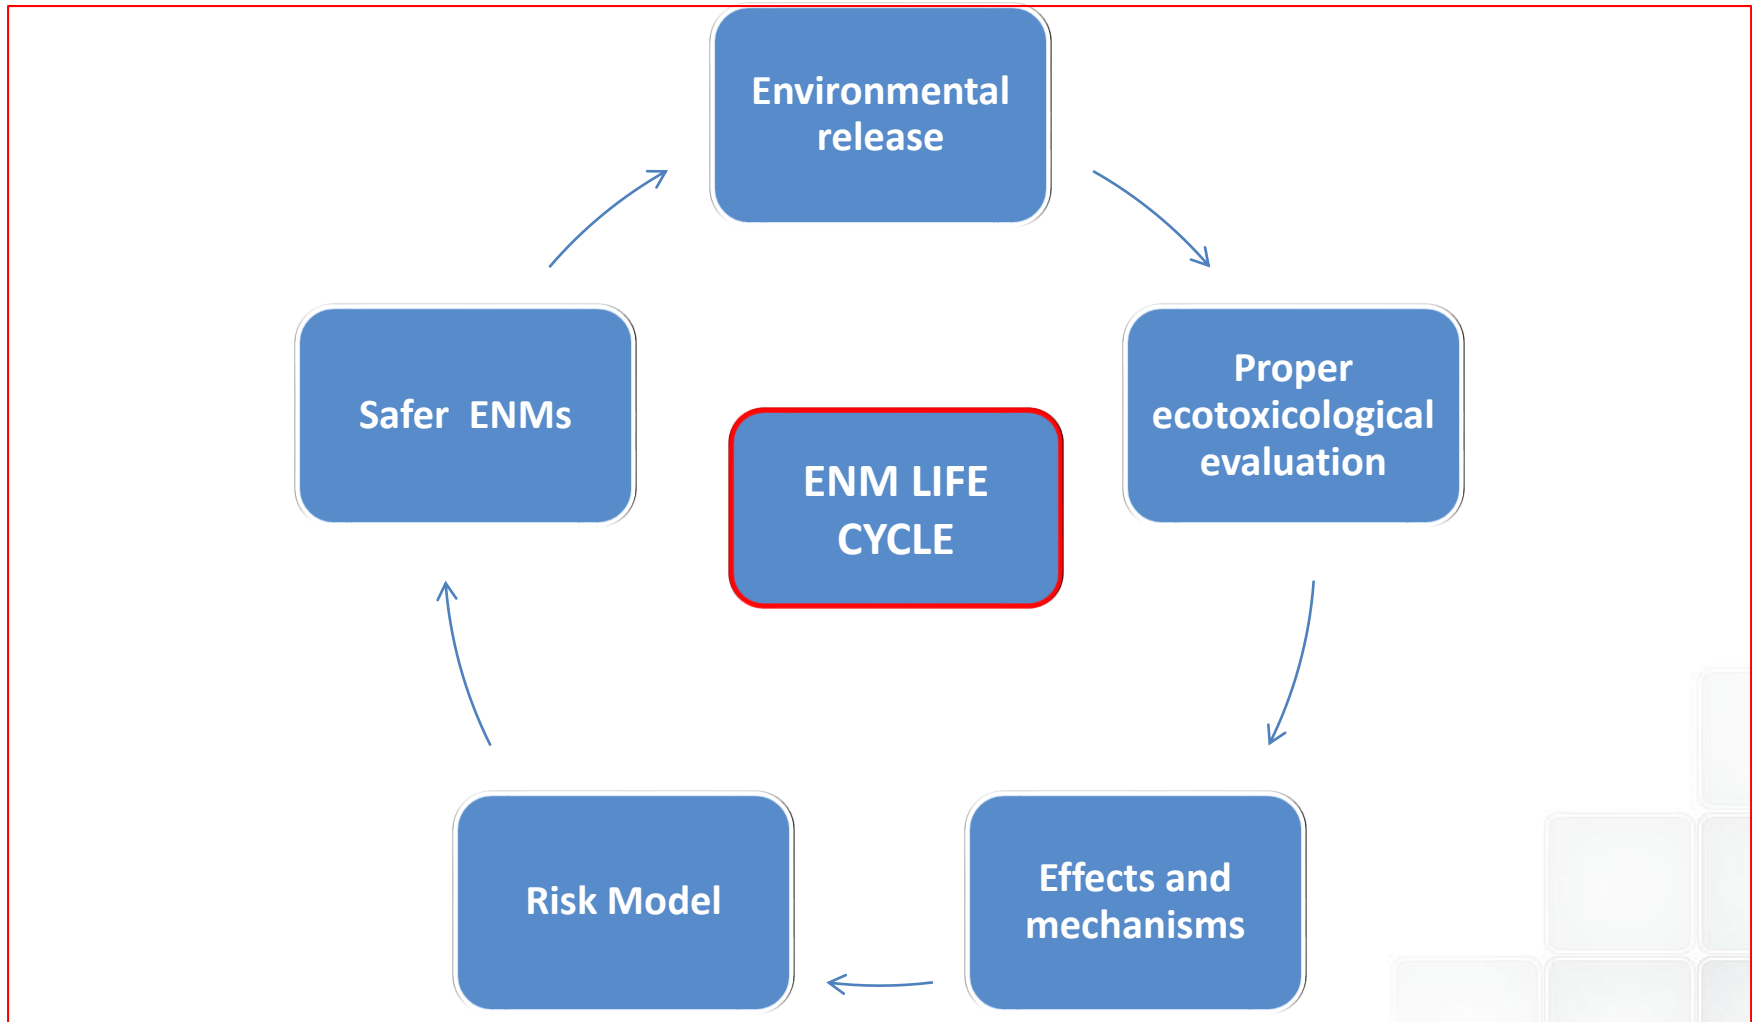 Environmental
release
Proper
ecotoxicological
evaluation
Safer  ENMs
ENM LIFE
CYCLE
Effects and
mechanisms
Risk Model